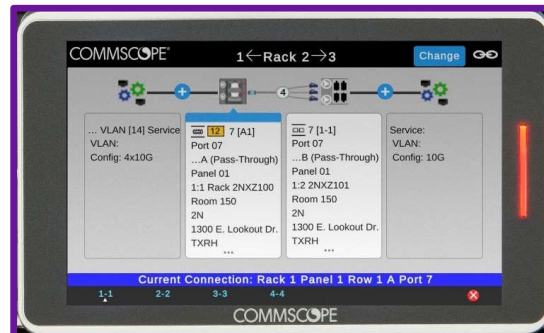 COMMSCOPE®
1←Rack 2→3
Change
4
... VLAN [14] Service
VLAN:
Config: 4x10G
12 7 [A1]
Port 07
...A (Pass-Through)
Panel 01
1:1 Rack 2NXZ100
Room 150
2N
1300 E. Lookout Dr.
TXRH
...
7 [1-1]
Port 07
...B (Pass-Through)
Panel 01
1:2 2NXZ101
Room 150
2N
1300 E. Lookout Dr.
TXRH
...
Service:
VLAN:
Config: 10G
Current Connection: Rack 1 Panel 1 Row 1 A Port 7
1-1 2-2 3-3 4-4
COMMSCOPE